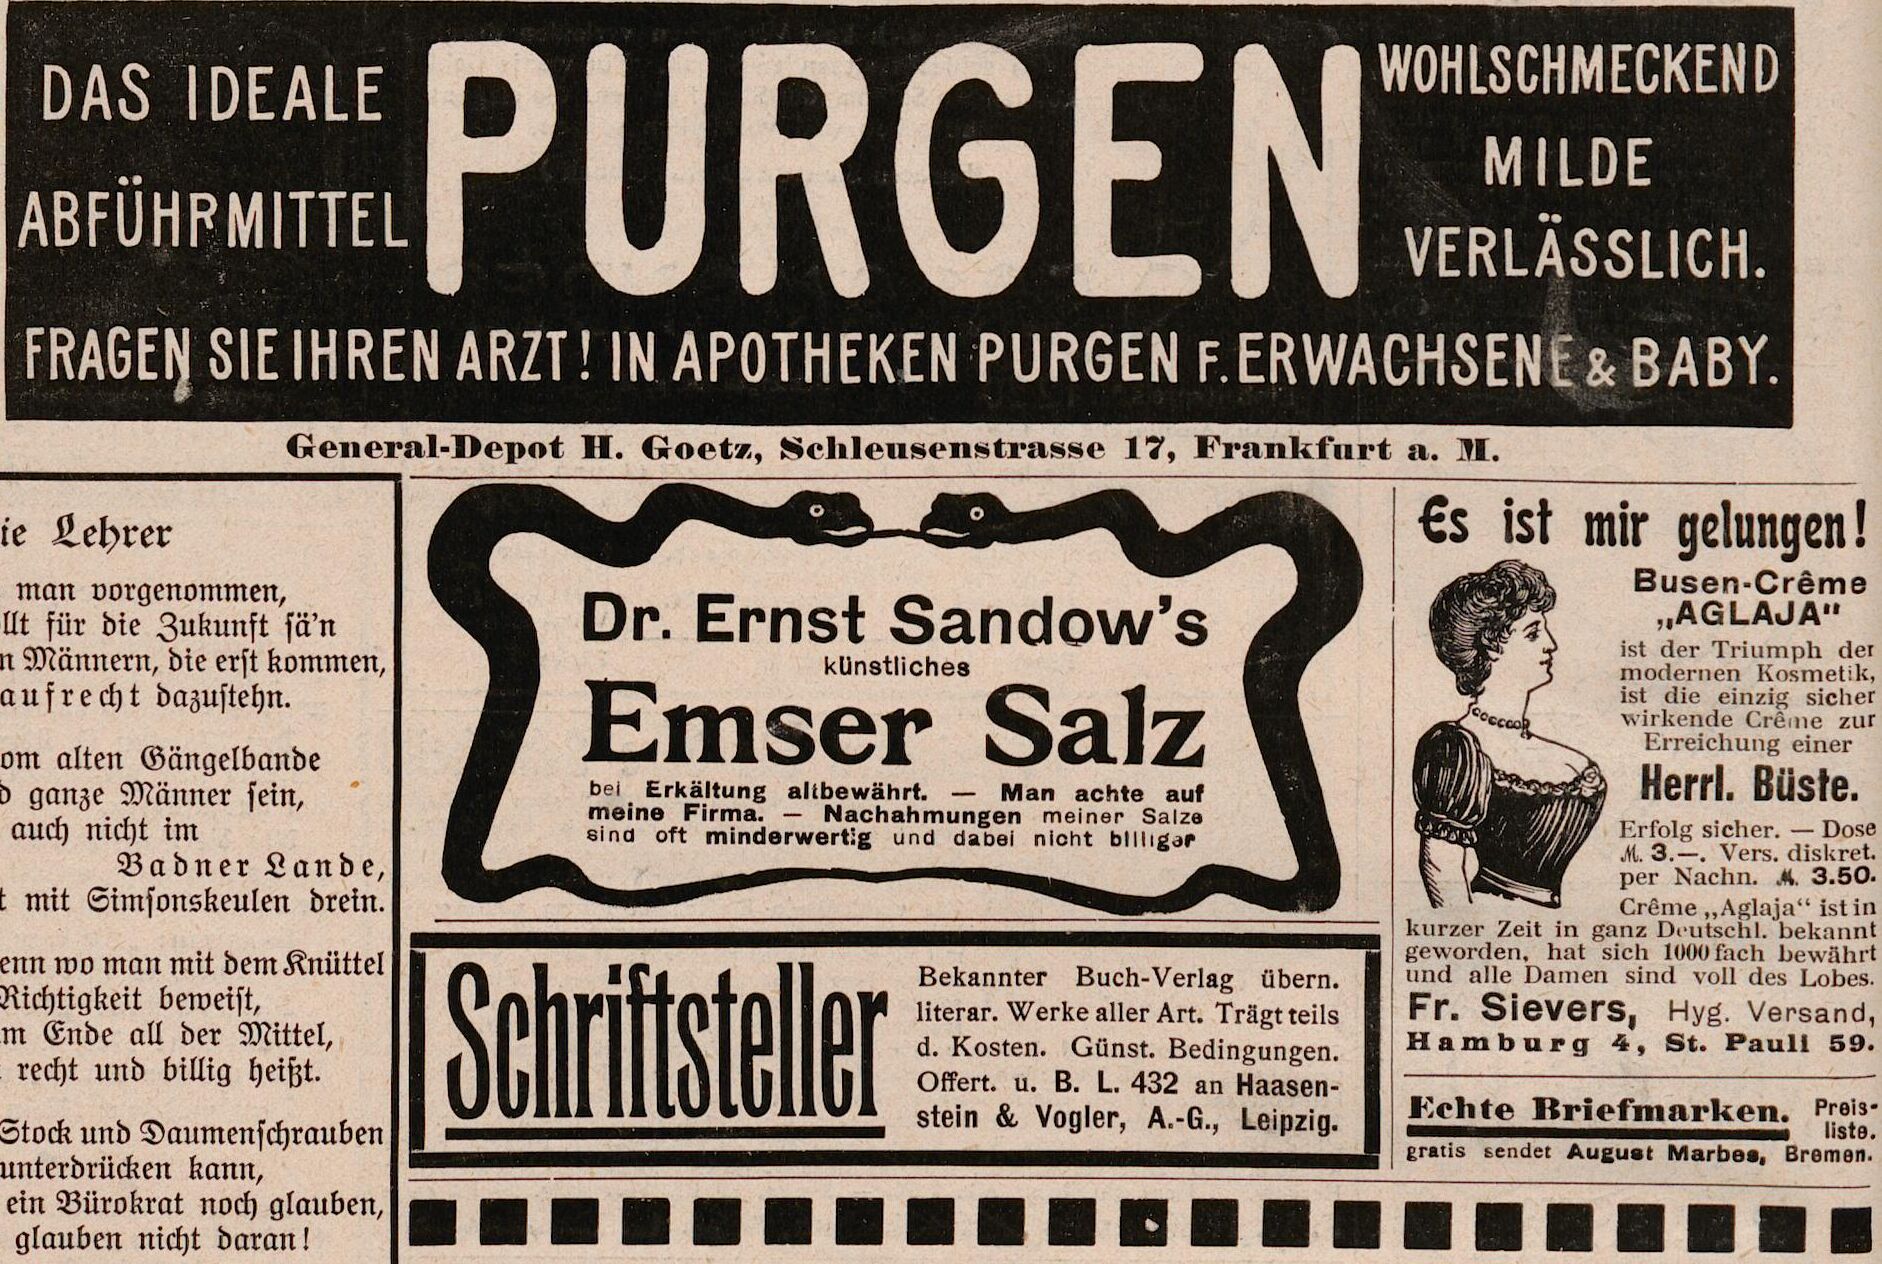 DAS IDEALE
ABFÜHRMITTEL
PURGEN
WOHLSCHMECKEND
MILDE
VERLÄSSLICH.
FRAGEN SIE IHREN ARZT! IN APOTHEKEN PURGEN F. ERWACHSENE & BABY.
General-Depot H. Goetz, Schleusenstrasse 17, Frankfurt a. M.
ie Lehrer
man vorgenommen,
llt für die Zukunft sä'n
n Männern, die erst kommen,
aufrecht dazustehn.
om alten Gängelbande
d ganze Männer sein,
auch nicht im
Badner Lande,
t mit Simsonskeulen drein.
enn wo man mit dem Knüttel
Richtigkeit beweist,
m Ende all der Mittel,
recht und billig heißt.
Stock und Daumenschrauben
unterdrücken kann,
ein Bürokrat noch glauben,
glauben nicht daran!
Dr. Ernst Sandow's
künstliches
Emser Salz
bei Erkältung altbewährt. — Man achte auf
meine Firma. — Nachahmungen meiner Salze
sind oft minderwertig und dabei nicht billiger
Schriftsteller
Bekannter Buch-Verlag übern.
literar. Werke aller Art. Trägt teils
d. Kosten. Günst. Bedingungen.
Offert. u. B. L. 432 an Haasen-
stein & Vogler, A.-G., Leipzig.
Es ist mir gelungen!
Busen-Crême
„AGLAJA"
ist der Triumph der
modernen Kosmetik,
ist die einzig sicher
wirkende Crême zur
Erreichung einer
Herrl. Büste.
Erfolg sicher. — Dose
M. 3.—. Vers. diskret.
per Nachn. M. 3.50.
Crême „Aglaja" ist in
kurzer Zeit in ganz Deutschl. bekannt
geworden, hat sich 1000fach bewährt
und alle Damen sind voll des Lobes.
Fr. Sievers, Hyg. Versand,
Hamburg 4, St. Pauli 59.
Echte Briefmarken. Preis-
liste.
gratis sendet August Marbes, Bremen.